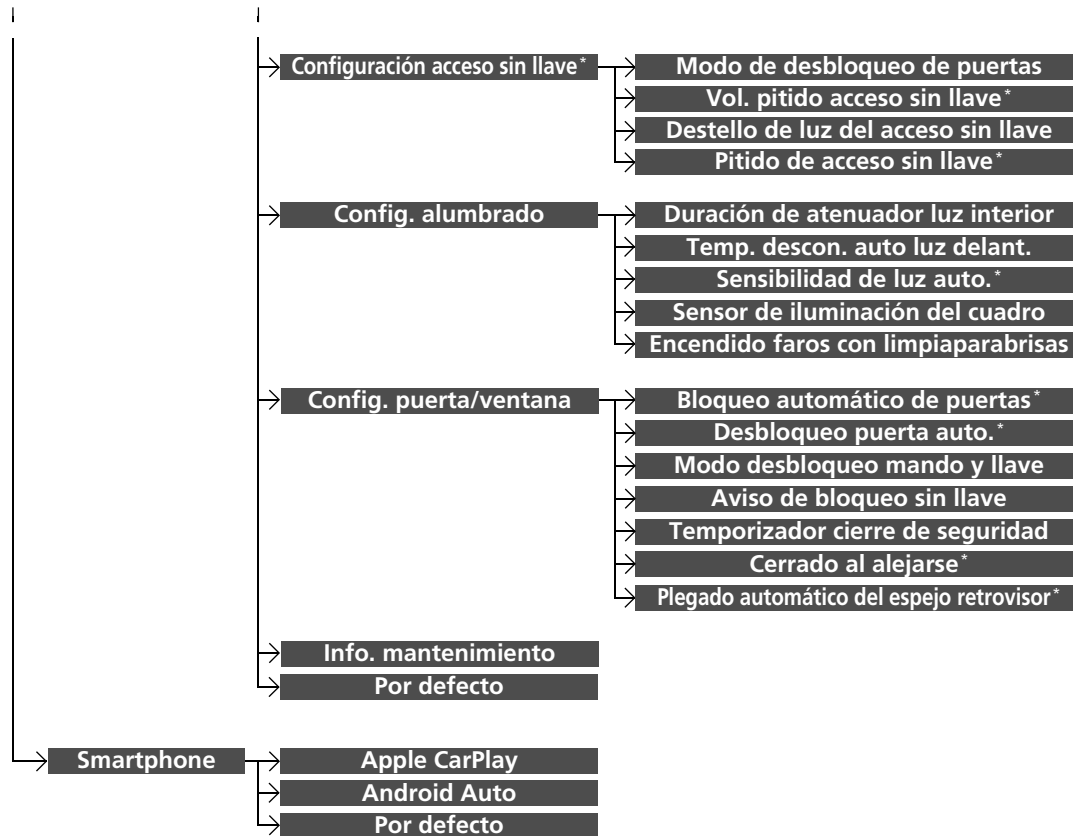 Configuración acceso sin llave*
Modo de desbloqueo de puertas
Vol. pitido acceso sin llave*
Destello de luz del acceso sin llave
Pitido de acceso sin llave*
Config. alumbrado
Duración de atenuador luz interior
Temp. descon. auto luz delant.
Sensibilidad de luz auto.*
Sensor de iluminación del cuadro
Encendido faros con limpiaparabrisas
Config. puerta/ventana
Bloqueo automático de puertas*
Desbloqueo puerta auto.*
Modo desbloqueo mando y llave
Aviso de bloqueo sin llave
Temporizador cierre de seguridad
Cerrado al alejarse*
Plegado automático del espejo retrovisor*
Info. mantenimiento
Por defecto
Smartphone
Apple CarPlay
Android Auto
Por defecto